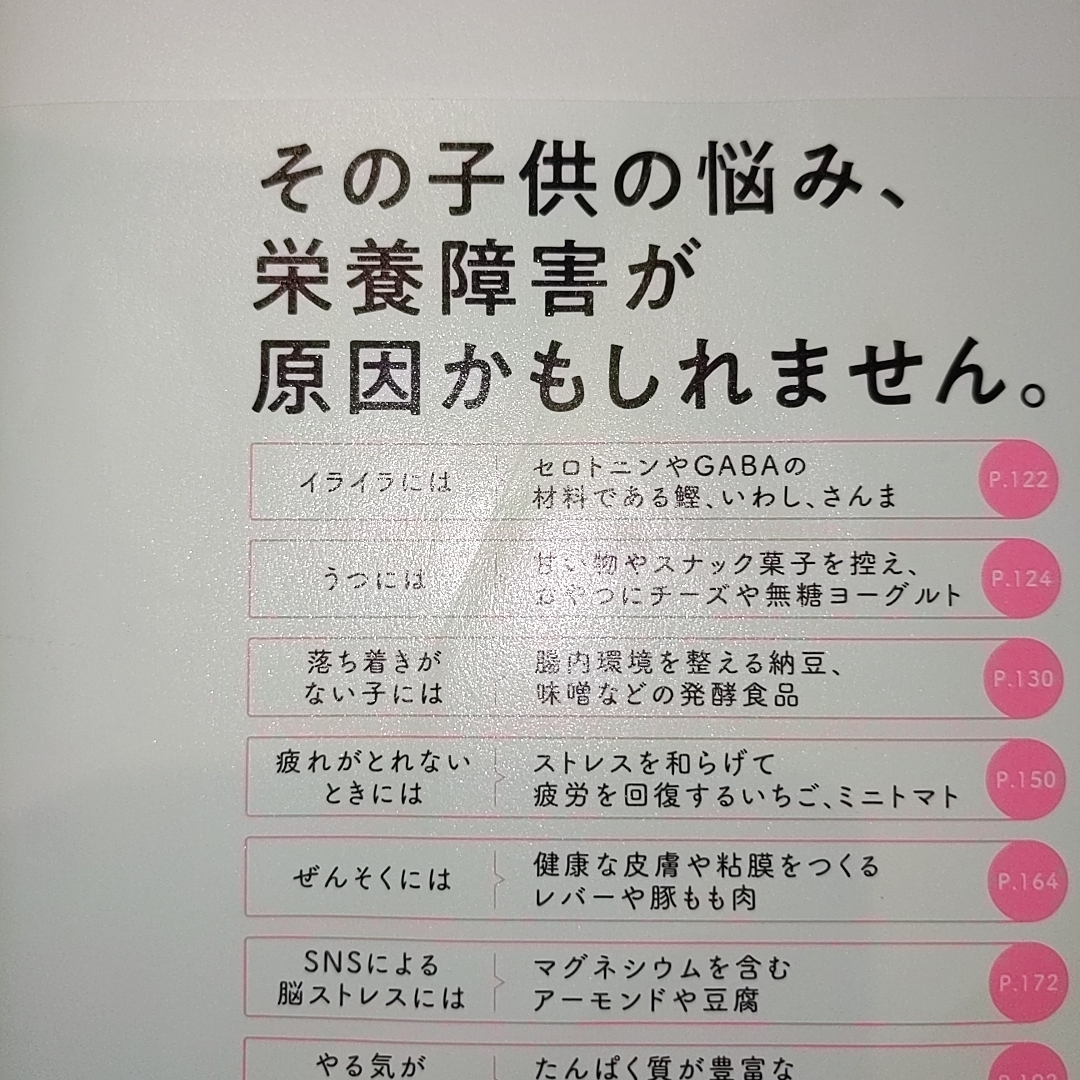 その子供の悩み、
栄養障害が
原因かもしれません。
イライラには
セロトニンやGABAの
材料である鰹、いわし、さんま
P.122
うつには
甘い物やスナック菓子を控え、
おやつにチーズや無糖ヨーグルト
P.124
落ち着きが
ない子には
腸内環境を整える納豆、
味噌などの発酵食品
P.130
疲れがとれない
ときには
ストレスを和らげて
疲労を回復するいちご、ミニトマト
P.150
ぜんそくには
健康な皮膚や粘膜をつくる
レバーや豚もも肉
P.164
SNSによる
脳ストレスには
マグネシウムを含む
アーモンドや豆腐
P.172
やる気が
たんぱく質が豊富な